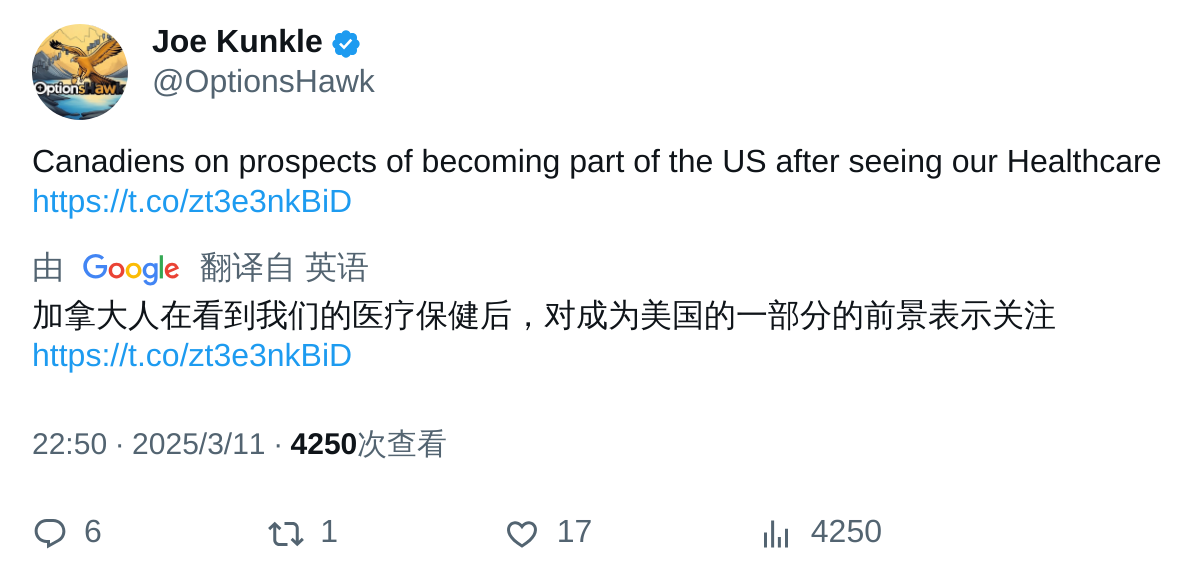 Joe Kunkle
@OptionsHawk
OptionsHawk
Canadiens on prospects of becoming part of the US after seeing our Healthcare
https://t.co/zt3e3nkBiD
由 Google 翻译自 英语
加拿大人在看到我们的医疗保健后，对成为美国的一部分的前景表示关注
https://t.co/zt3e3nkBiD
22:50 · 2025/3/11 · 4250次查看
6 1 17 4250